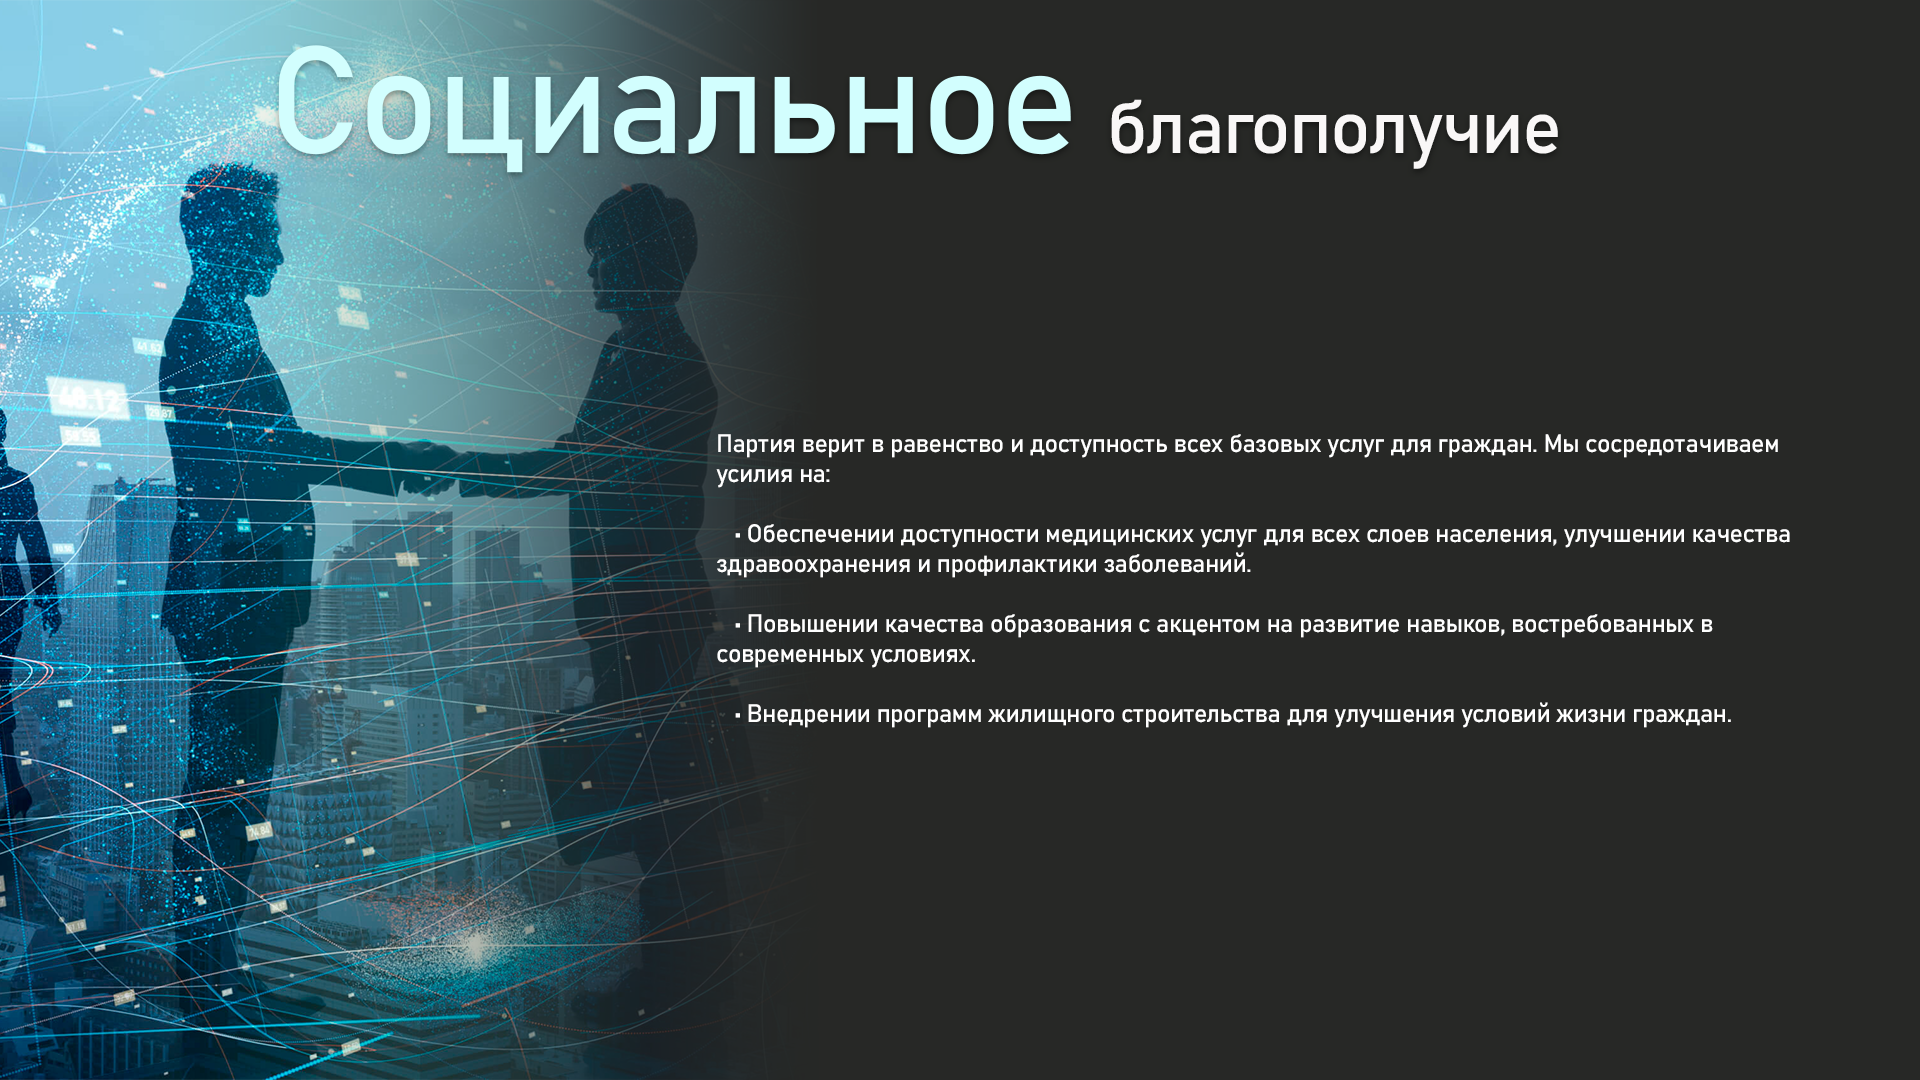 Социальное благополучие
Партия верит в равенство и доступность всех базовых услуг для граждан. Мы сосредотачиваем
усилия на:
• Обеспечении доступности медицинских услуг для всех слоев населения, улучшении качества
здравоохранения и профилактики заболеваний.
• Повышении качества образования с акцентом на развитие навыков, востребованных в
современных условиях.
• Внедрении программ жилищного строительства для улучшения условий жизни граждан.